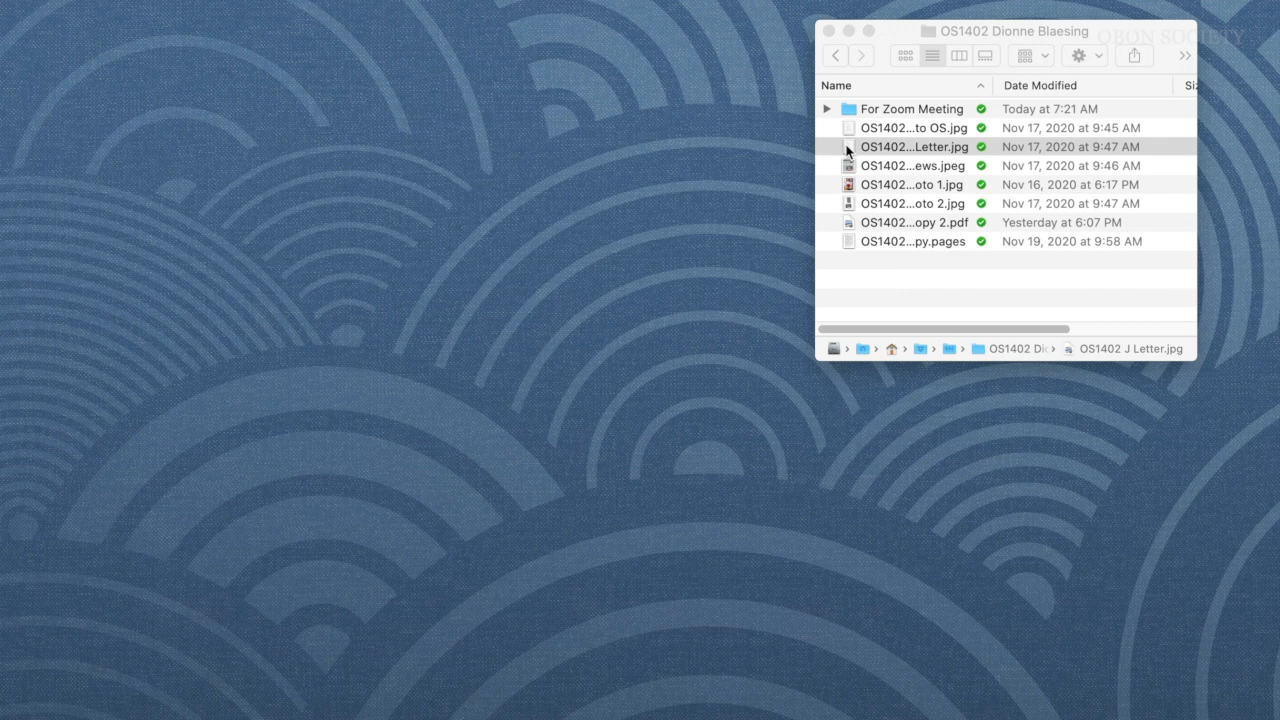 OS1402 Dionne Blaesing
OBON SOCIETY
Name Date Modified Siz
For Zoom Meeting Today at 7:21 AM
OS1402...to OS.jpg Nov 17, 2020 at 9:45 AM
OS1402...Letter.jpg Nov 17, 2020 at 9:47 AM
OS1402...ews.jpeg Nov 17, 2020 at 9:46 AM
OS1402...oto 1.jpg Nov 16, 2020 at 6:17 PM
OS1402...oto 2.jpg Nov 17, 2020 at 9:47 AM
OS1402...opy 2.pdf Yesterday at 6:07 PM
OS1402...py.pages Nov 19, 2020 at 9:58 AM
OS1402 Di OS1402 J Letter.jpg